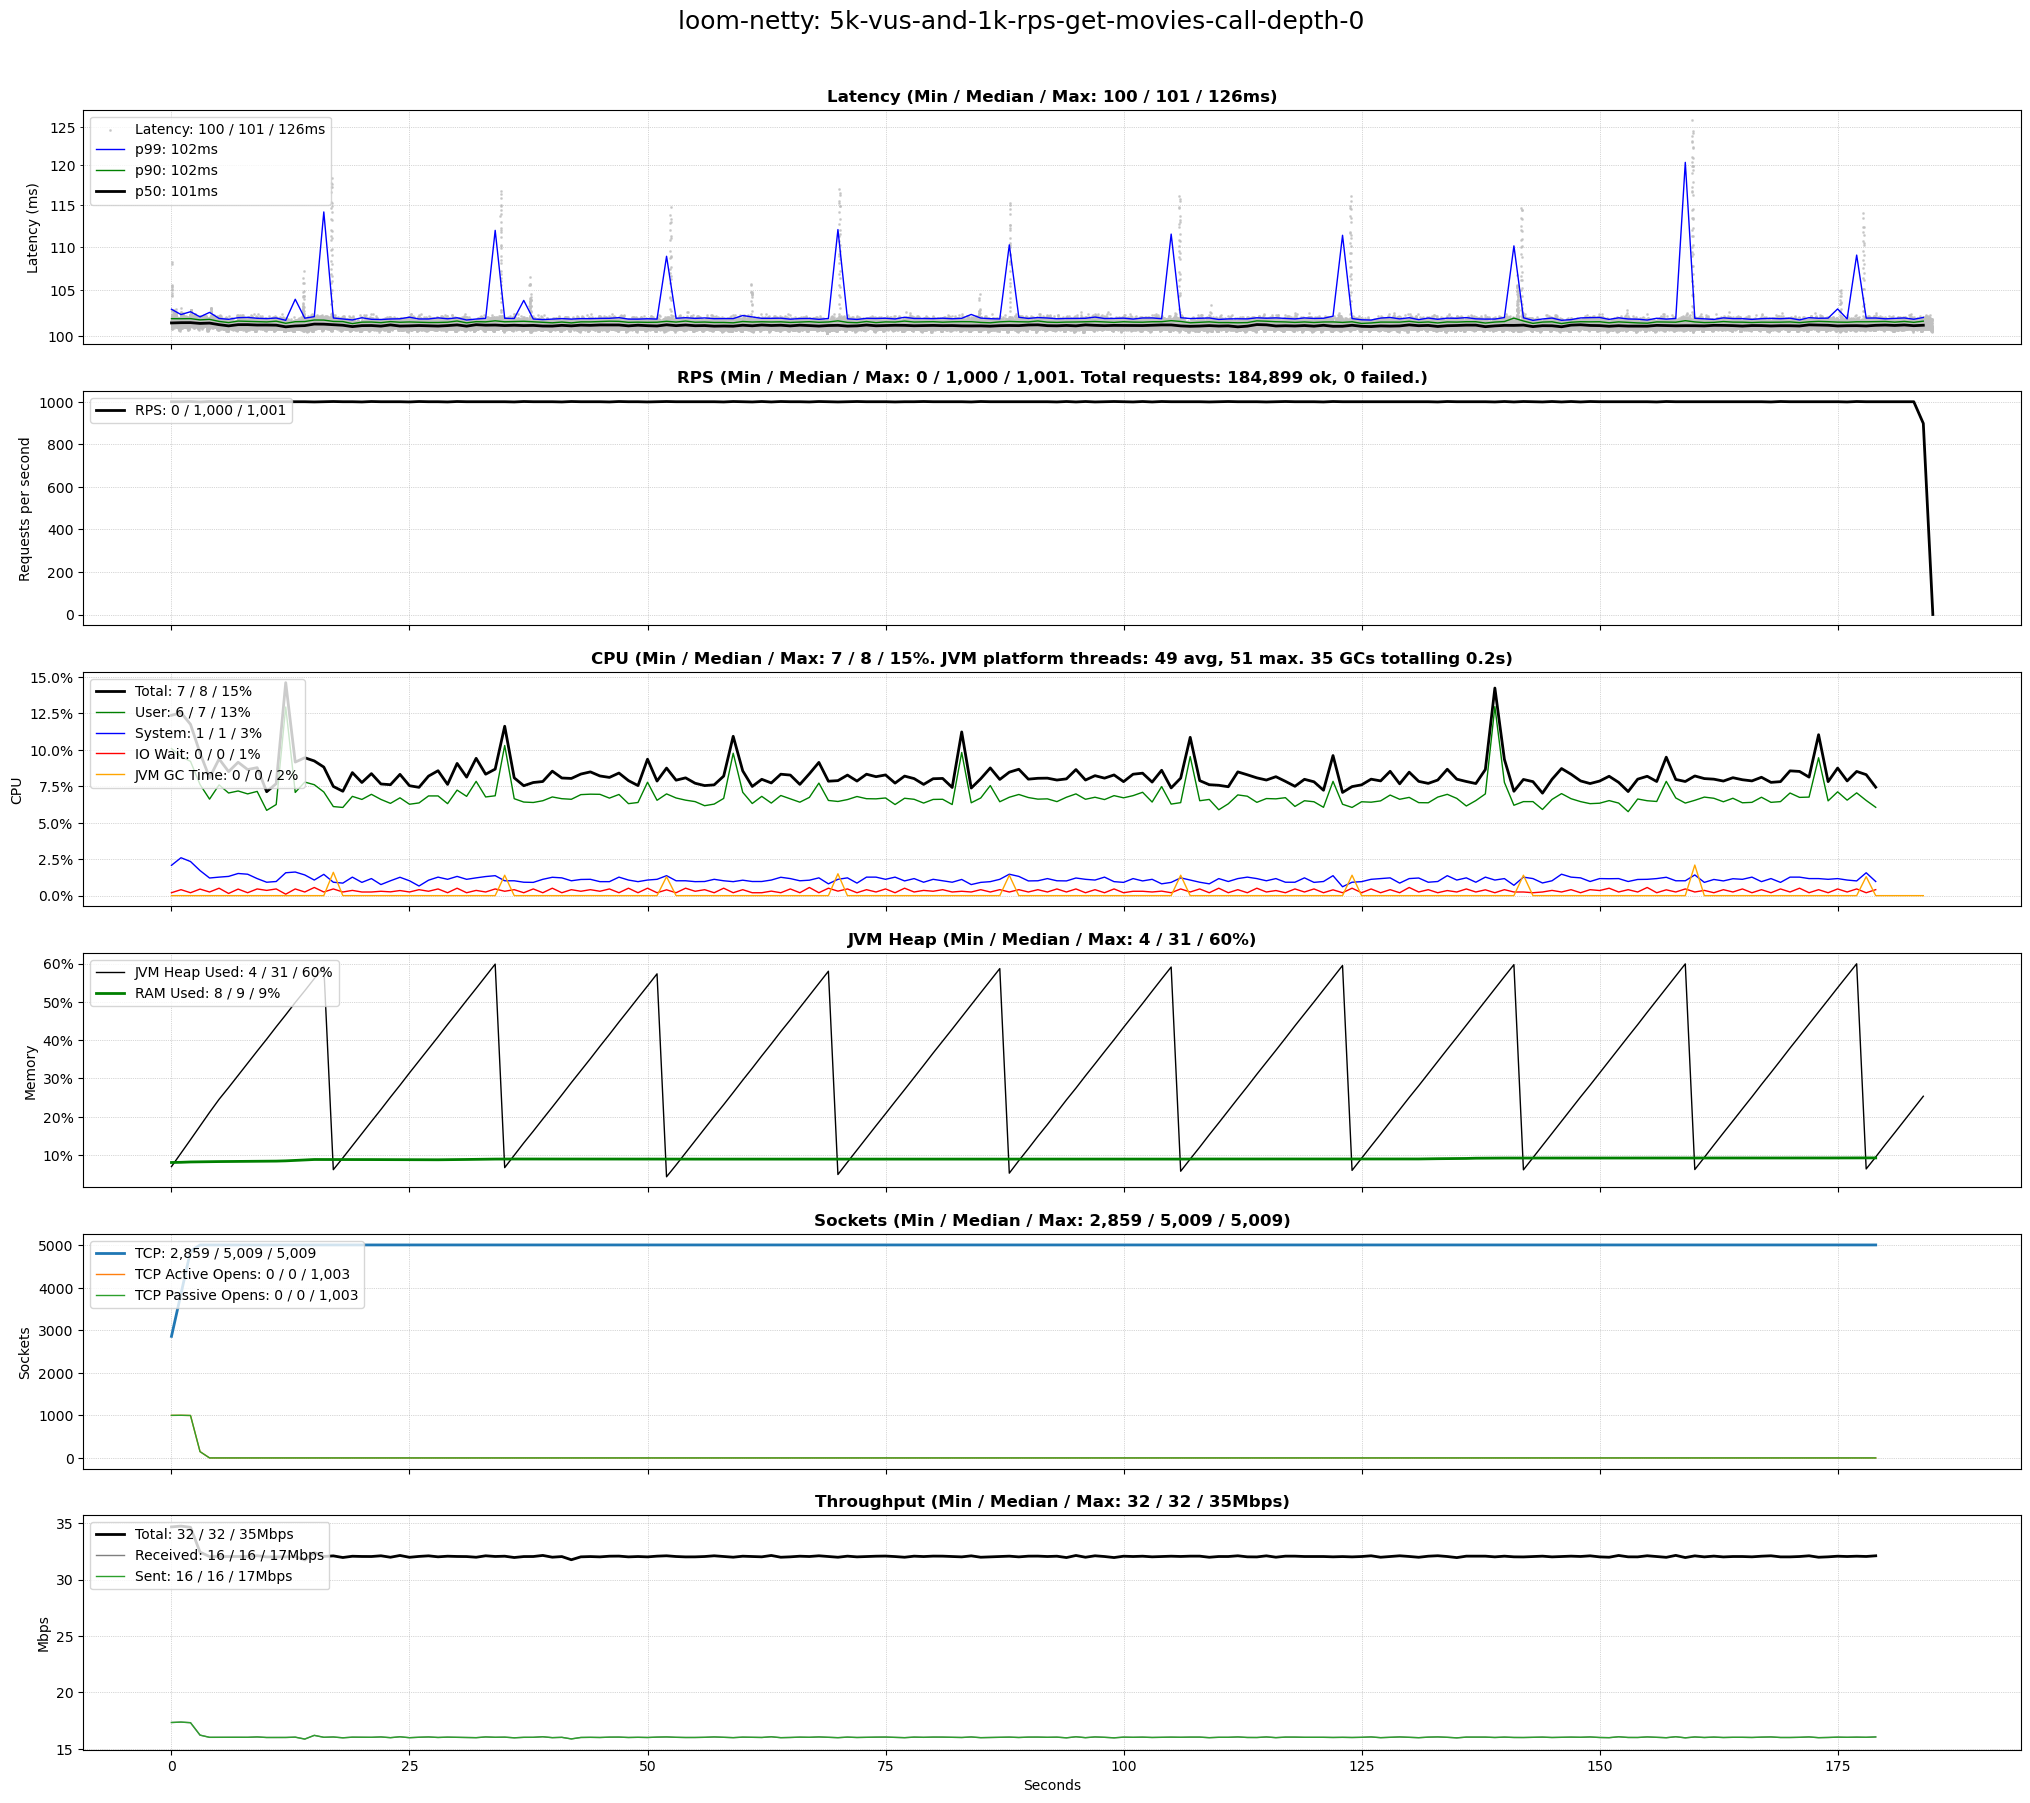 loom-netty: 5k-vus-and-1k-rps-get-movies-call-depth-0
Latency (Min / Median / Max: 100 / 101 / 126ms)
Latency: 100 / 101 / 126ms
p99: 102ms
p90: 102ms
p50: 101ms
Latency (ms)
125
120
115
110
105
100
RPS (Min / Median / Max: 0 / 1,000 / 1,001. Total requests: 184,899 ok, 0 failed.)
RPS: 0 / 1,000 / 1,001
Requests per second
1000
800
600
400
200
0
CPU (Min / Median / Max: 7 / 8 / 15%. JVM platform threads: 49 avg, 51 max. 35 GCs totalling 0.2s)
Total: 7 / 8 / 15%
User: 6 / 7 / 13%
System: 1 / 1 / 3%
IO Wait: 0 / 0 / 1%
JVM GC Time: 0 / 0 / 2%
CPU
15.0%
12.5%
10.0%
7.5%
5.0%
2.5%
0.0%
JVM Heap (Min / Median / Max: 4 / 31 / 60%)
JVM Heap Used: 4 / 31 / 60%
RAM Used: 8 / 9 / 9%
Memory
60%
50%
40%
30%
20%
10%
Sockets (Min / Median / Max: 2,859 / 5,009 / 5,009)
TCP: 2,859 / 5,009 / 5,009
TCP Active Opens: 0 / 0 / 1,003
TCP Passive Opens: 0 / 0 / 1,003
Sockets
5000
4000
3000
2000
1000
0
Throughput (Min / Median / Max: 32 / 32 / 35Mbps)
Total: 32 / 32 / 35Mbps
Received: 16 / 16 / 17Mbps
Sent: 16 / 16 / 17Mbps
Mbps
35
30
25
20
15
0 25 50 75 100 125 150 175
Seconds